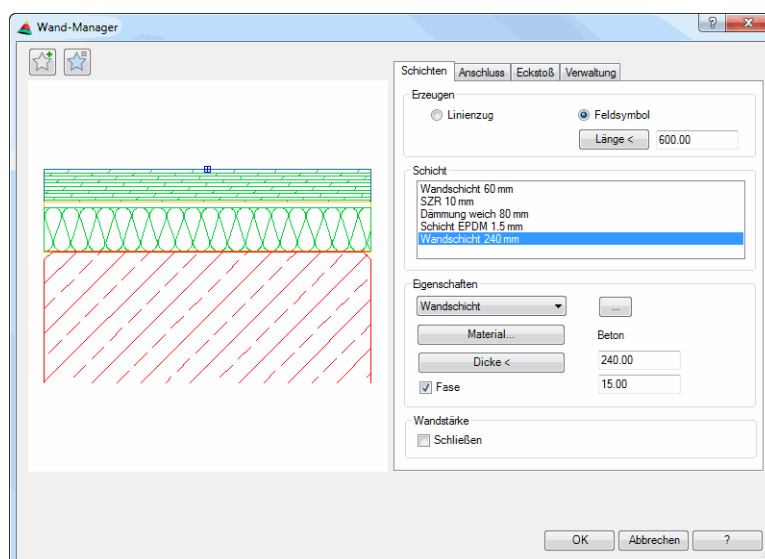 Wand-Manager
?
Schichten Anschluss Eckstoß Verwaltung
Erzeugen
Linienzug Feldsymbol
Länge < 600.00
Schicht
Wandschicht 60 mm
SZR 10 mm
Dämmung weich 80 mm
Schicht EPDM 1.5 mm
Wandschicht 240 mm
Eigenschaften
Wandschicht ...
Material... Beton
Dicke < 240.00
Fase 15.00
Wandstärke
Schließen
OK Abbrechen ?